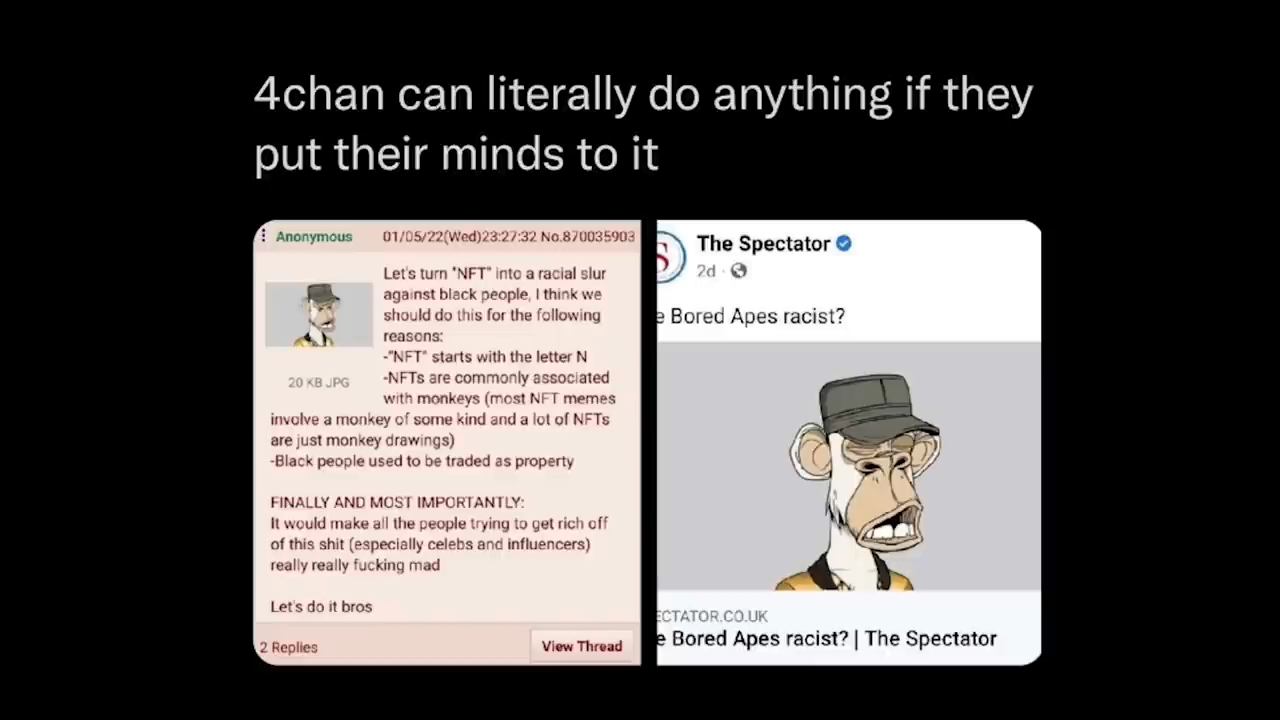 4chan can literally do anything if they
put their minds to it
Anonymous 01/05/22(Wed)23:27:32 No.870035903
Let's turn "NFT" into a racial slur
against black people, I think we
should do this for the following
reasons:
-"NFT" starts with the letter N
-NFTs are commonly associated
with monkeys (most NFT memes
involve a monkey of some kind and a lot of NFTs
are just monkey drawings)
-Black people used to be traded as property
20 KB JPG
FINALLY AND MOST IMPORTANTLY:
It would make all the people trying to get rich off
of this shit (especially celebs and influencers)
really really fucking mad
Let's do it bros
2 Replies
View Thread
S
The Spectator
2d
e Bored Apes racist?
ECTATOR.CO.UK
e Bored Apes racist? | The Spectator